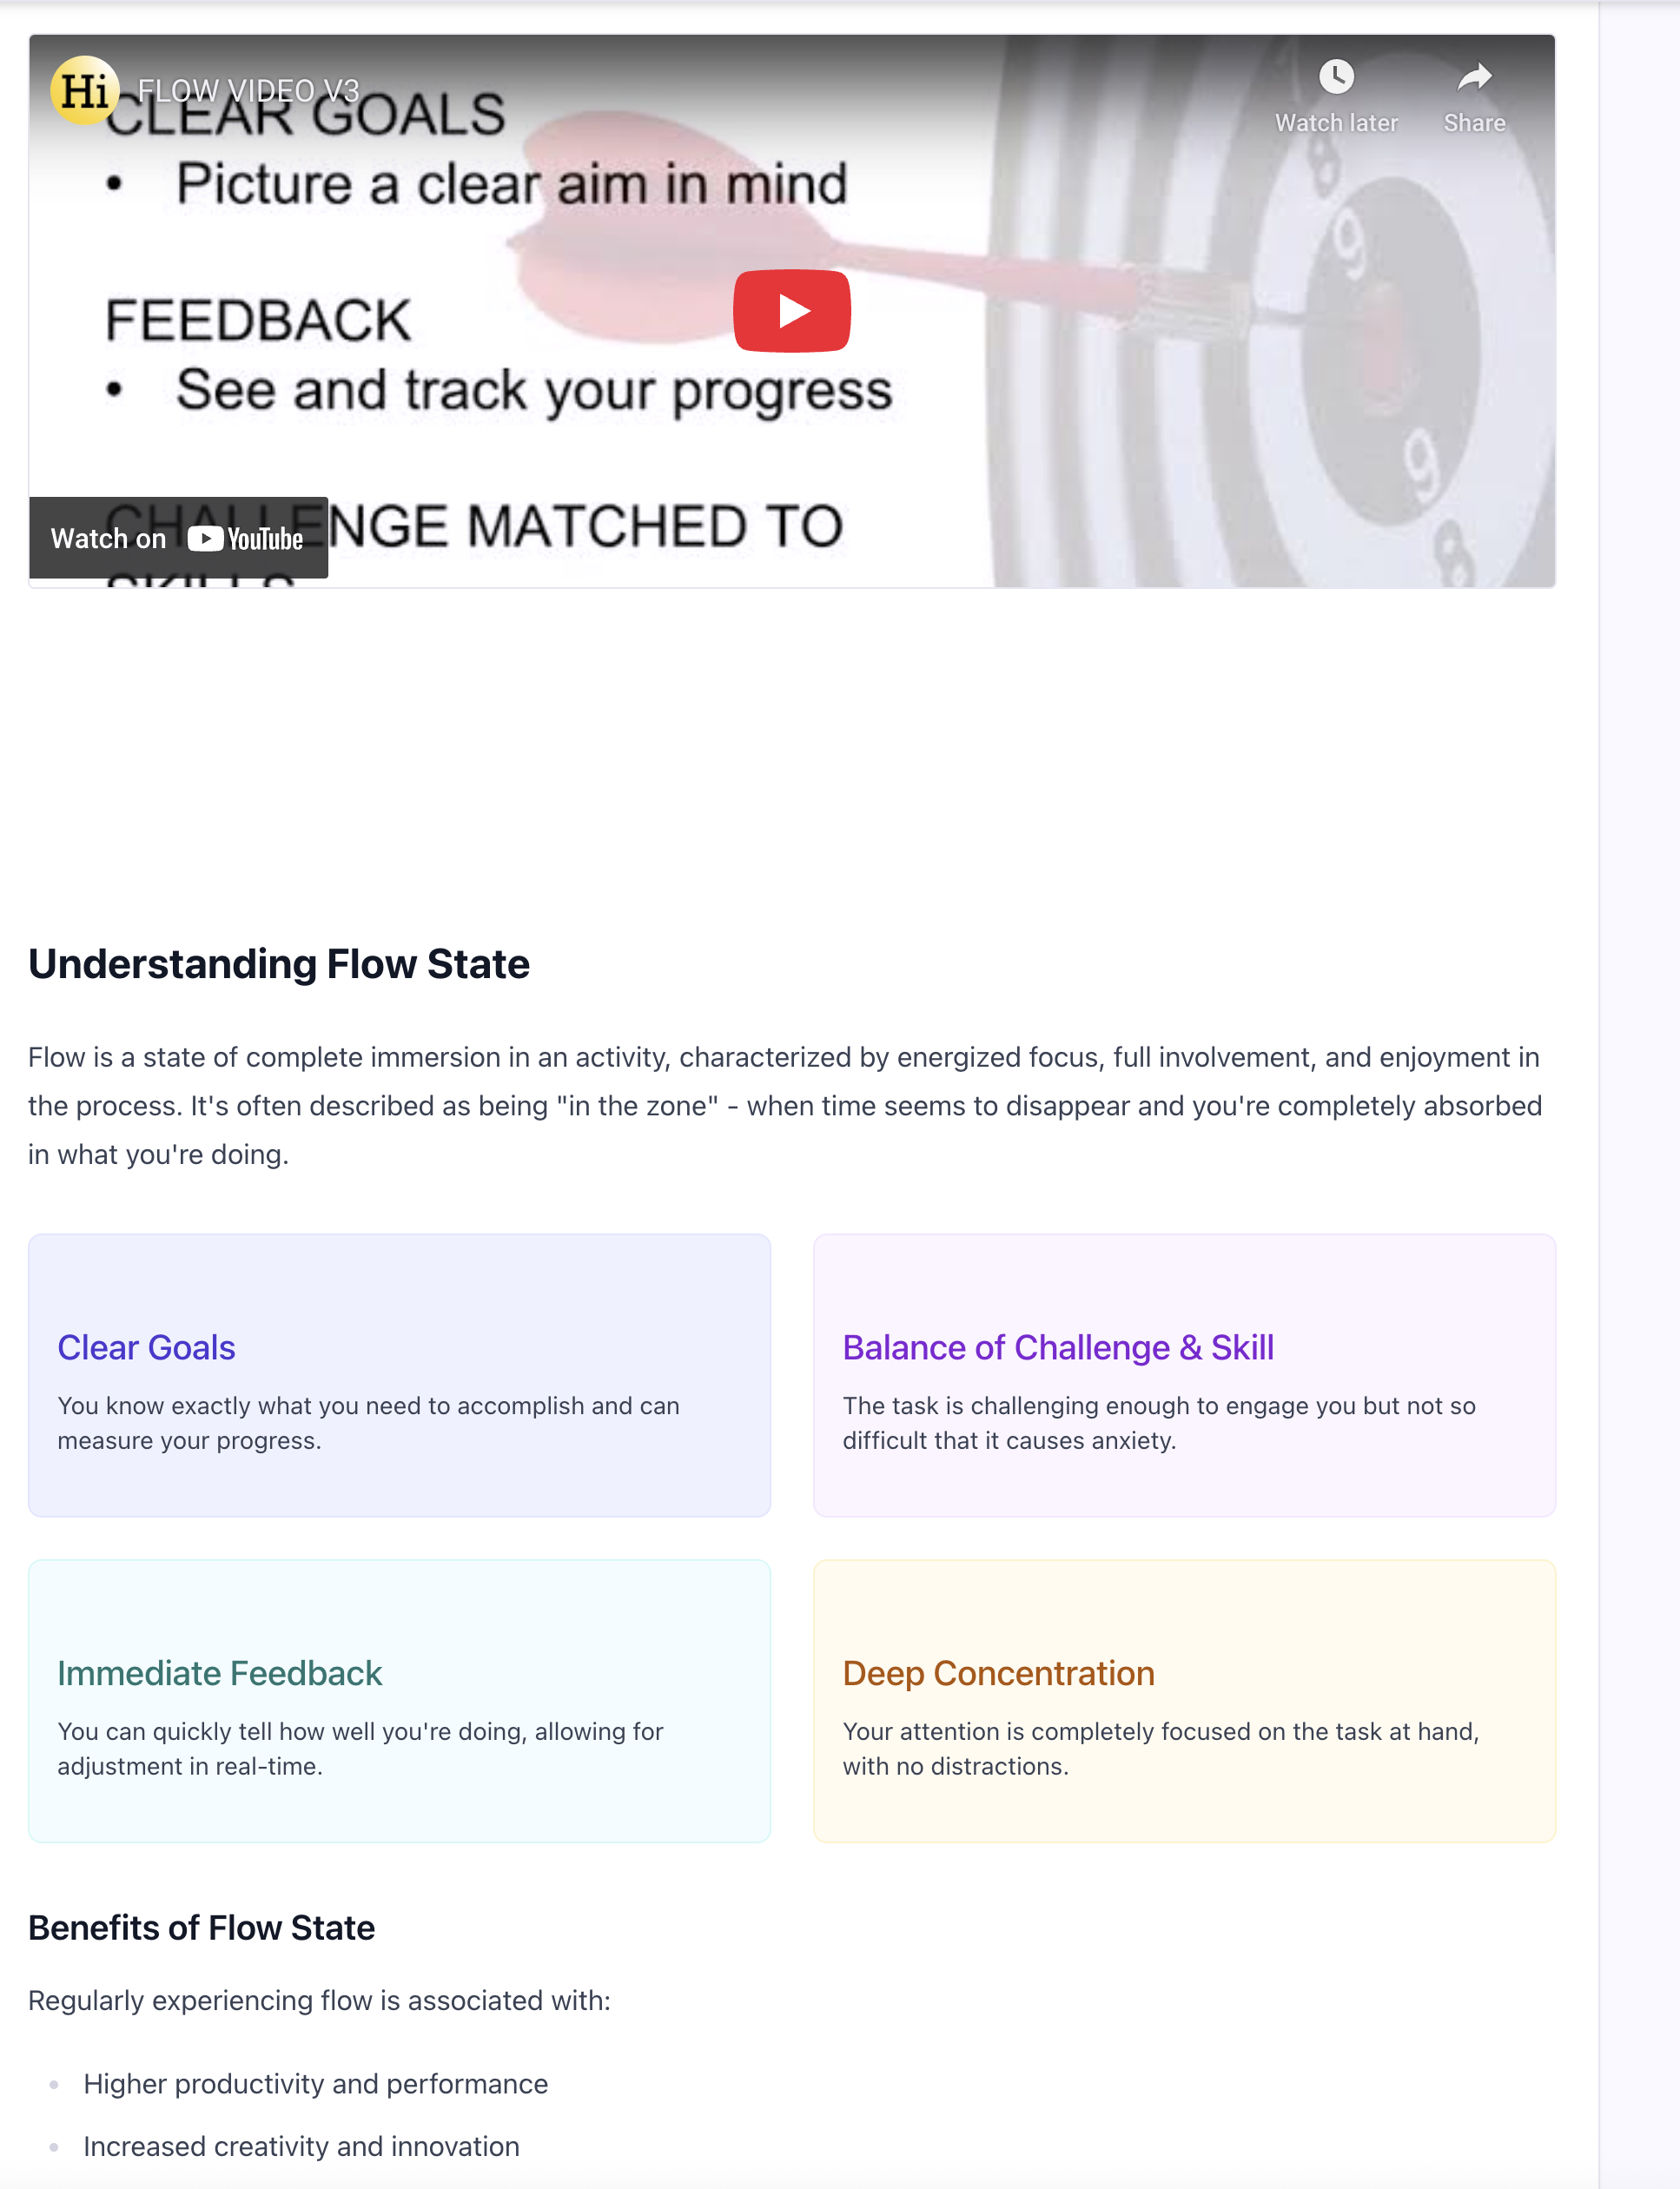 Hi
FLOW VIDEO V3
Watch later
Share
CLEAR GOALS
• Picture a clear aim in mind
FEEDBACK
• See and track your progress
CHALLENGE MATCHED TO
SKILLS
8
9
9
8
Watch on YouTube
Understanding Flow State
Flow is a state of complete immersion in an activity, characterized by energized focus, full involvement, and enjoyment in
the process. It's often described as being "in the zone" - when time seems to disappear and you're completely absorbed
in what you're doing.
Clear Goals
You know exactly what you need to accomplish and can
measure your progress.
Balance of Challenge & Skill
The task is challenging enough to engage you but not so
difficult that it causes anxiety.
Immediate Feedback
You can quickly tell how well you're doing, allowing for
adjustment in real-time.
Deep Concentration
Your attention is completely focused on the task at hand,
with no distractions.
Benefits of Flow State
Regularly experiencing flow is associated with:
• Higher productivity and performance
• Increased creativity and innovation